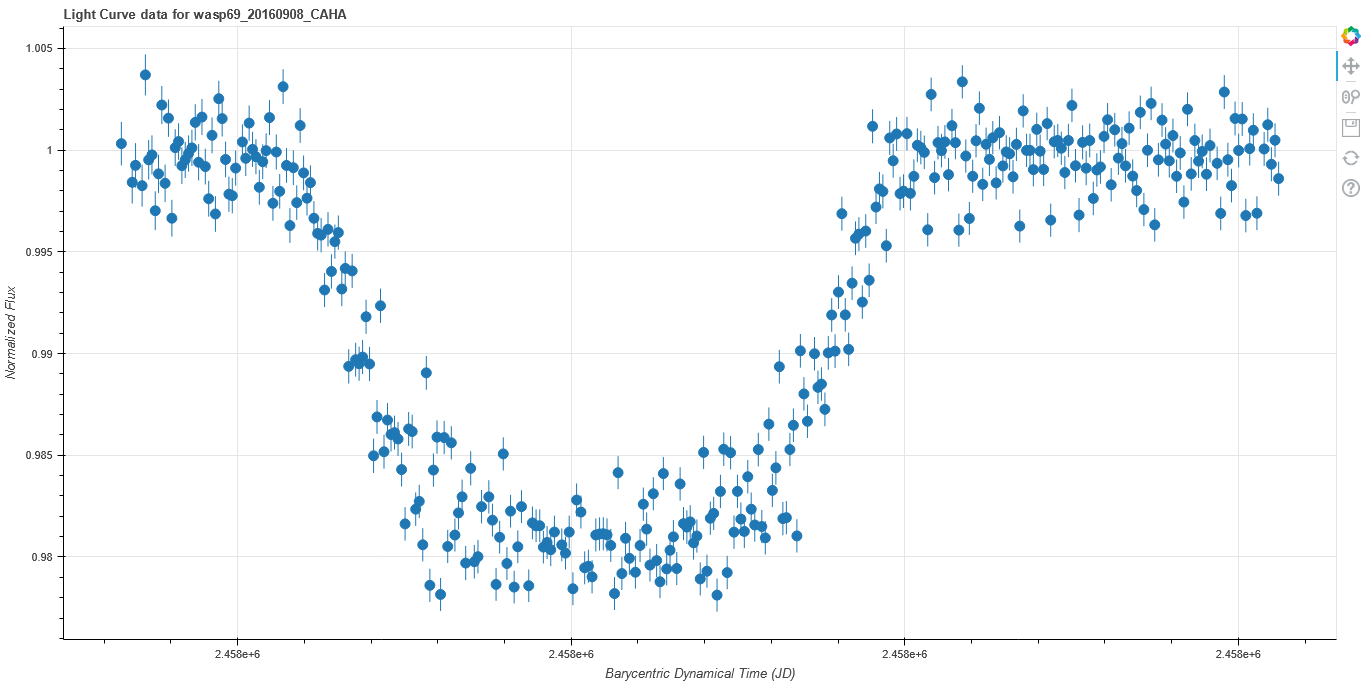 Light Curve data for wasp69_20160908_CAHA
1.005
1
0.995
0.99
0.985
0.98
Normalized Flux
2.458e+6
2.458e+6
2.458e+6
2.458e+6
Barycentric Dynamical Time (JD)